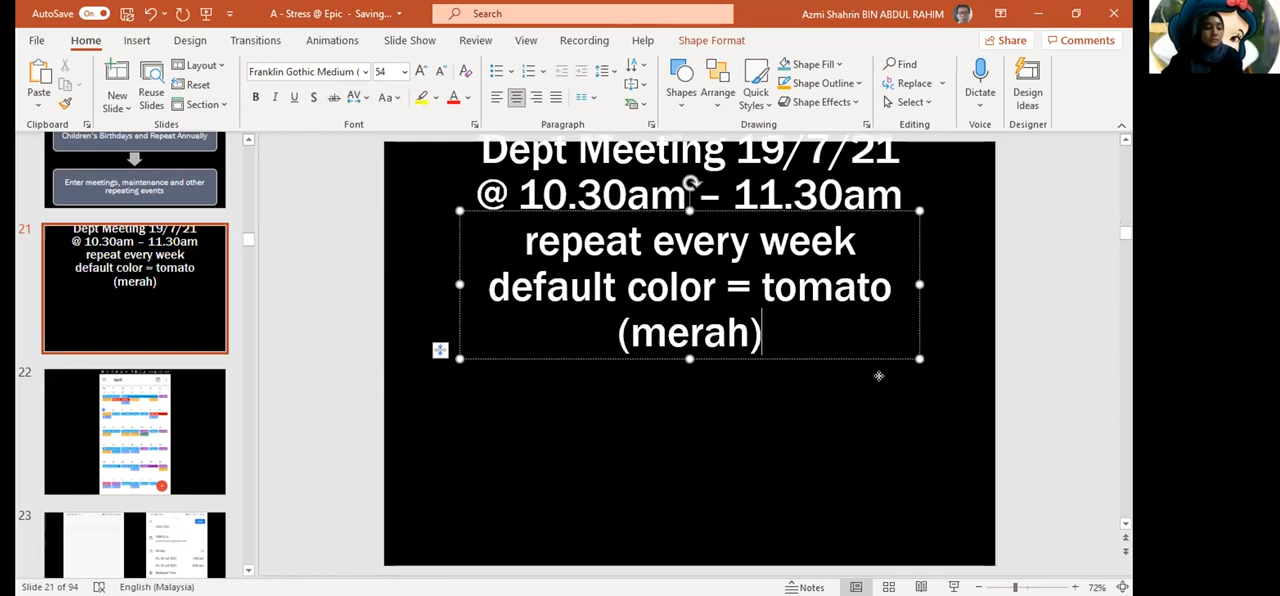 AutoSave On A - Stress @ Epic - Saving... Search Azmi Shahrin BIN ABDUL RAHIM
File Home Insert Design Transitions Animations Slide Show Review View Recording Help Shape Format Share Comments
Paste New Slide Reuse Slides Layout Reset Section Franklin Gothic Medium ( 54 Shapes Arrange Quick Styles Shape Fill Shape Outline Shape Effects Find Replace Select Dictate Design Ideas
Clipboard Slides Font Paragraph Drawing Editing Voice Designer
Children's Birthdays and Repeat Annually
Enter meetings, maintenance and other
repeating events
21
Dept Meeting 19/7/21
@ 10.30am – 11.30am
repeat every week
default color = tomato
(merah)
22
April
23
Dept Meeting 19/7/21
@ 10.30am – 11.30am
repeat every week
default color = tomato
(merah)
Slide 21 of 94 English (Malaysia) Notes 72%